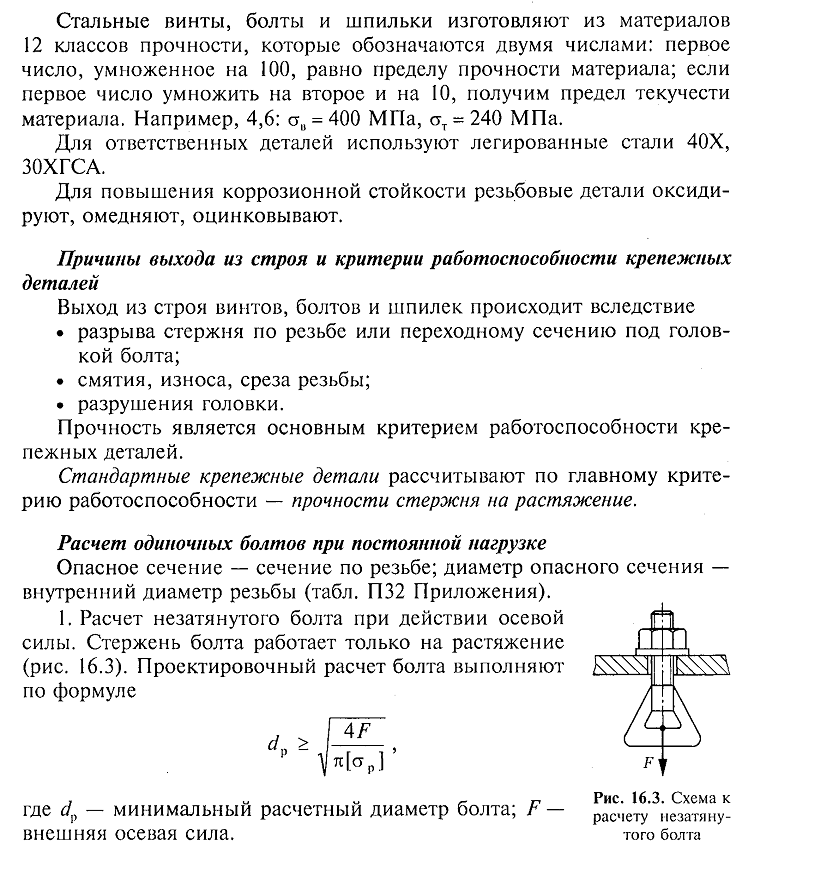 Стальные винты, болты и шпильки изготовляют из материалов
12 классов прочности, которые обозначаются двумя числами: первое
число, умноженное на 100, равно пределу прочности материала; если
первое число умножить на второе и на 10, получим предел текучести
материала. Например, 4,6: σв = 400 МПа, σт = 240 МПа.
Для ответственных деталей используют легированные стали 40Х,
30ХГСА.
Для повышения коррозионной стойкости резьбовые детали оксиди-
руют, омедняют, оцинковывают.
Причины выхода из строя и критерии работоспособности крепежных
деталей
Выход из строя винтов, болтов и шпилек происходит вследствие
• разрыва стержня по резьбе или переходному сечению под голов-
кой болта;
• смятия, износа, среза резьбы;
• разрушения головки.
Прочность является основным критерием работоспособности кре-
пежных деталей.
Стандартные крепежные детали рассчитывают по главному крите-
рию работоспособности — прочности стержня на растяжение.
Расчет одиночных болтов при постоянной нагрузке
Опасное сечение — сечение по резьбе; диаметр опасного сечения —
внутренний диаметр резьбы (табл. П32 Приложения).
1. Расчет незатянутого болта при действии осевой
силы. Стержень болта работает только на растяжение
(рис. 16.3). Проектировочный расчет болта выполняют
по формуле
dр ≥ √(4F / π[σр]) ,
где dр — минимальный расчетный диаметр болта; F —
внешняя осевая сила.
F
Рис. 16.3. Схема к
расчету незатяну-
того болта